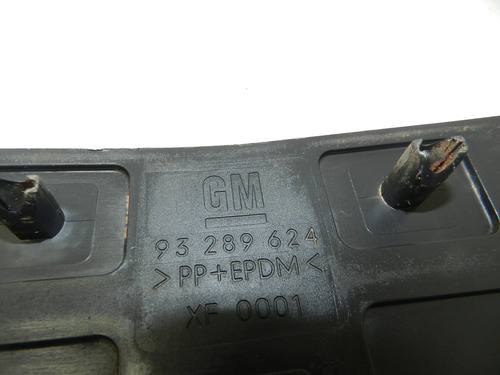 GM
93 289 624
>PP+EPDM<
XF 0001